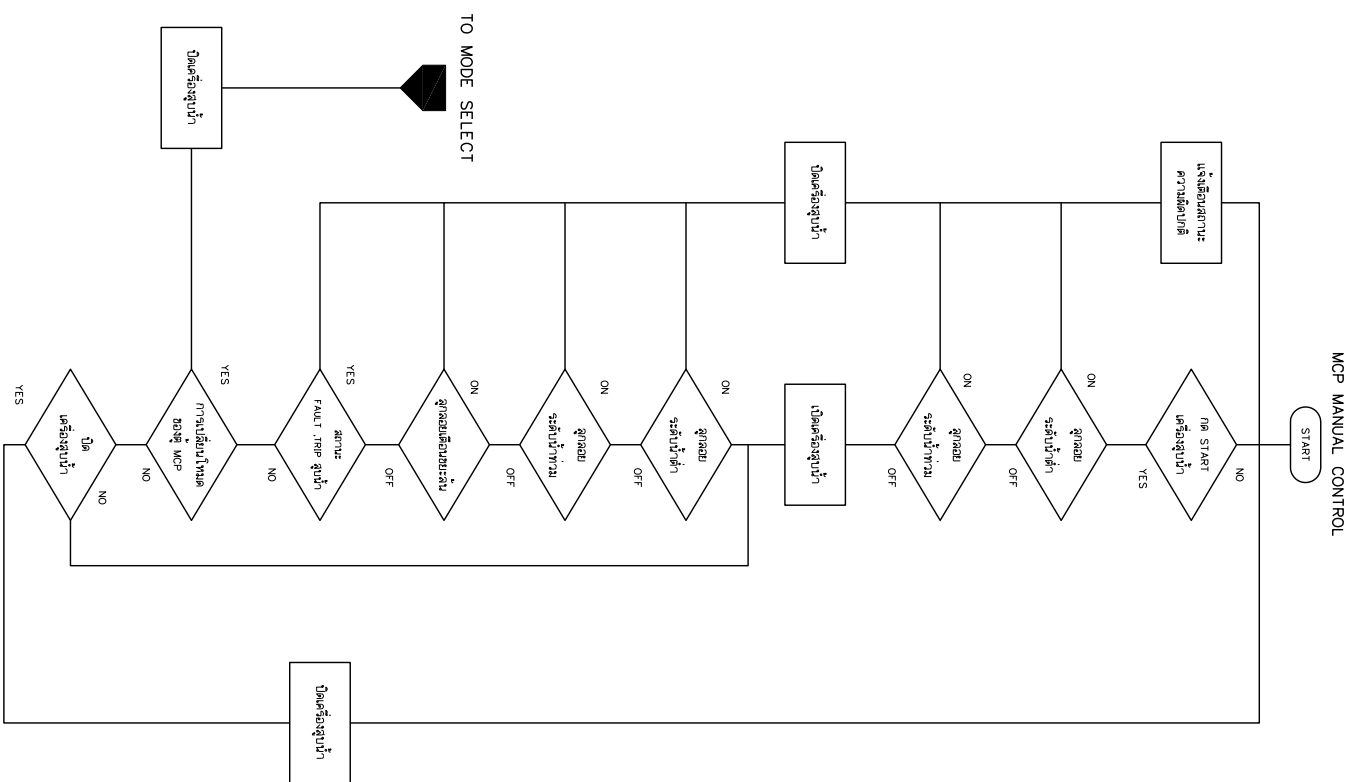 MCP MANUAL CONTROL
START
กด START
เครื่องสูบน้ำ
NO
YES
แจ้งเตือนสถานะ
ความผิดปกติ
ลูกลอย
ระดับน้ำต่ำ
ON
OFF
ลูกลอย
ระดับน้ำท่วม
ON
OFF
ปิดเครื่องสูบน้ำ
เปิดเครื่องสูบน้ำ
ลูกลอย
ระดับน้ำต่ำ
ON
OFF
ลูกลอย
ระดับน้ำท่วม
ON
OFF
ลูกลอยเตือนขยะล้น
ON
OFF
สถานะ
FAULT ,TRIP สูบน้ำ
YES
NO
การเปลี่ยนโหมด
ของตู้ MCP
YES
NO
ปิด
เครื่องสูบน้ำ
YES
NO
ปิดเครื่องสูบน้ำ
TO MODE SELECT
ปิดเครื่องสูบน้ำ